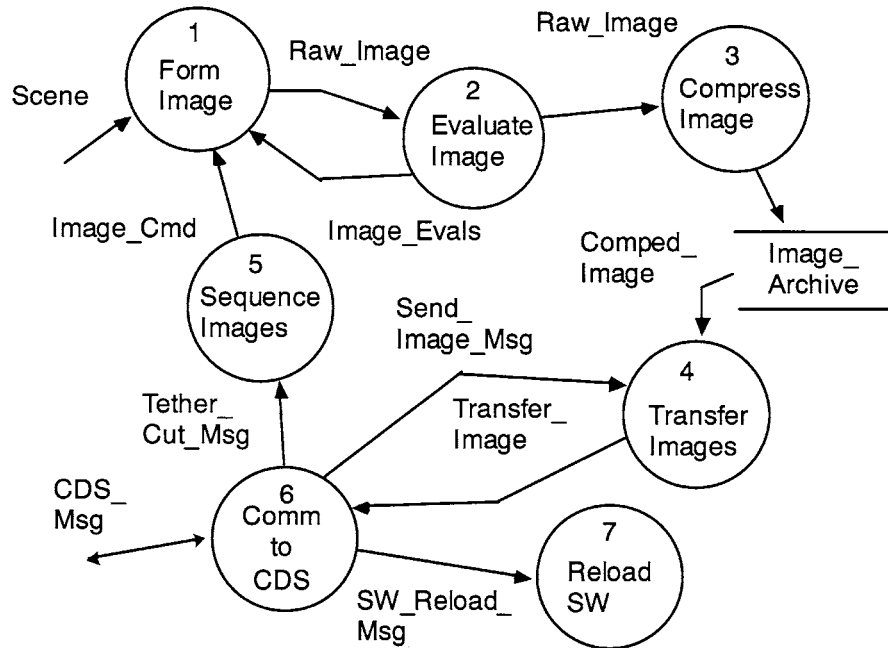 1
Form
Image
Raw_Image
Raw_Image
Scene
2
Evaluate
Image
3
Compress
Image
Image_Cmd
Image_Evals
5
Sequence
Images
Comped_
Image
Image_
Archive
Send_
Image_Msg
4
Transfer
Images
Tether_
Cut_Msg
Transfer_
Image
CDS_
Msg
6
Comm
to
CDS
7
Reload
SW
SW_Reload_
Msg